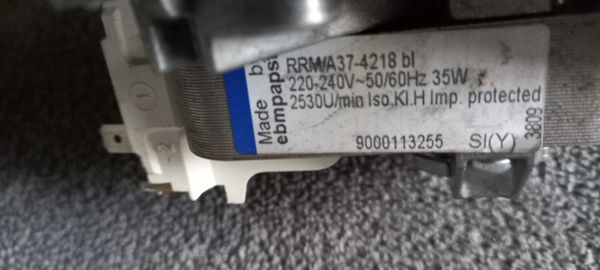 Made by
ebmpapst
RRM/A37-4218 bl
220-240V~50/60Hz 35W
2530U/min Iso.Kl.H Imp. protected
9000113255 SI(Y) 3809
2